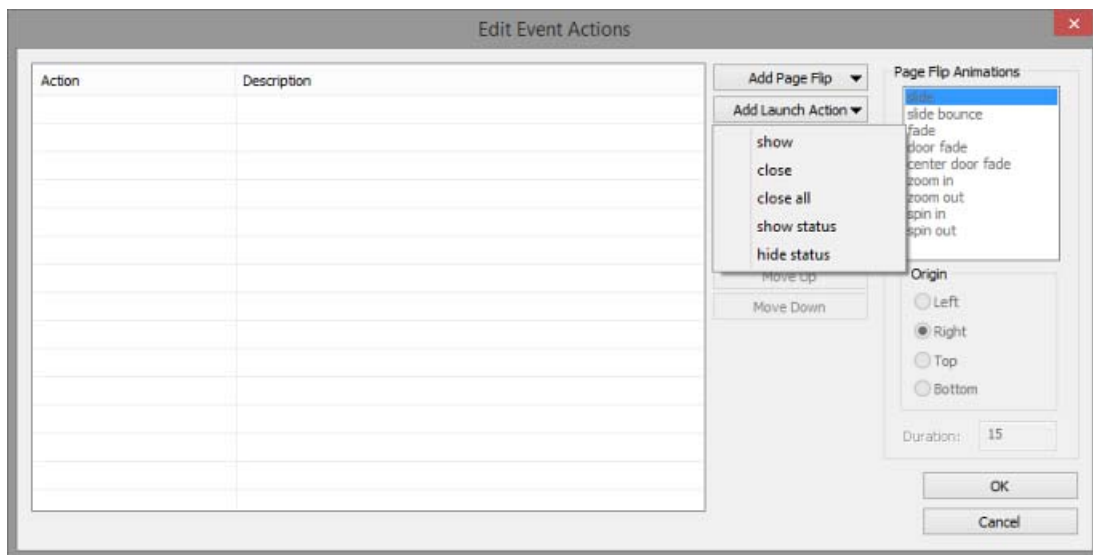 Edit Event Actions
Action Description
Add Page Flip
Add Launch Action
show
close
close all
show status
hide status
Move Up
Move Down
Page Flip Animations
slide
slide bounce
fade
door fade
center door fade
zoom in
zoom out
spin in
spin out
Origin
Left
Right
Top
Bottom
Duration: 15
OK
Cancel